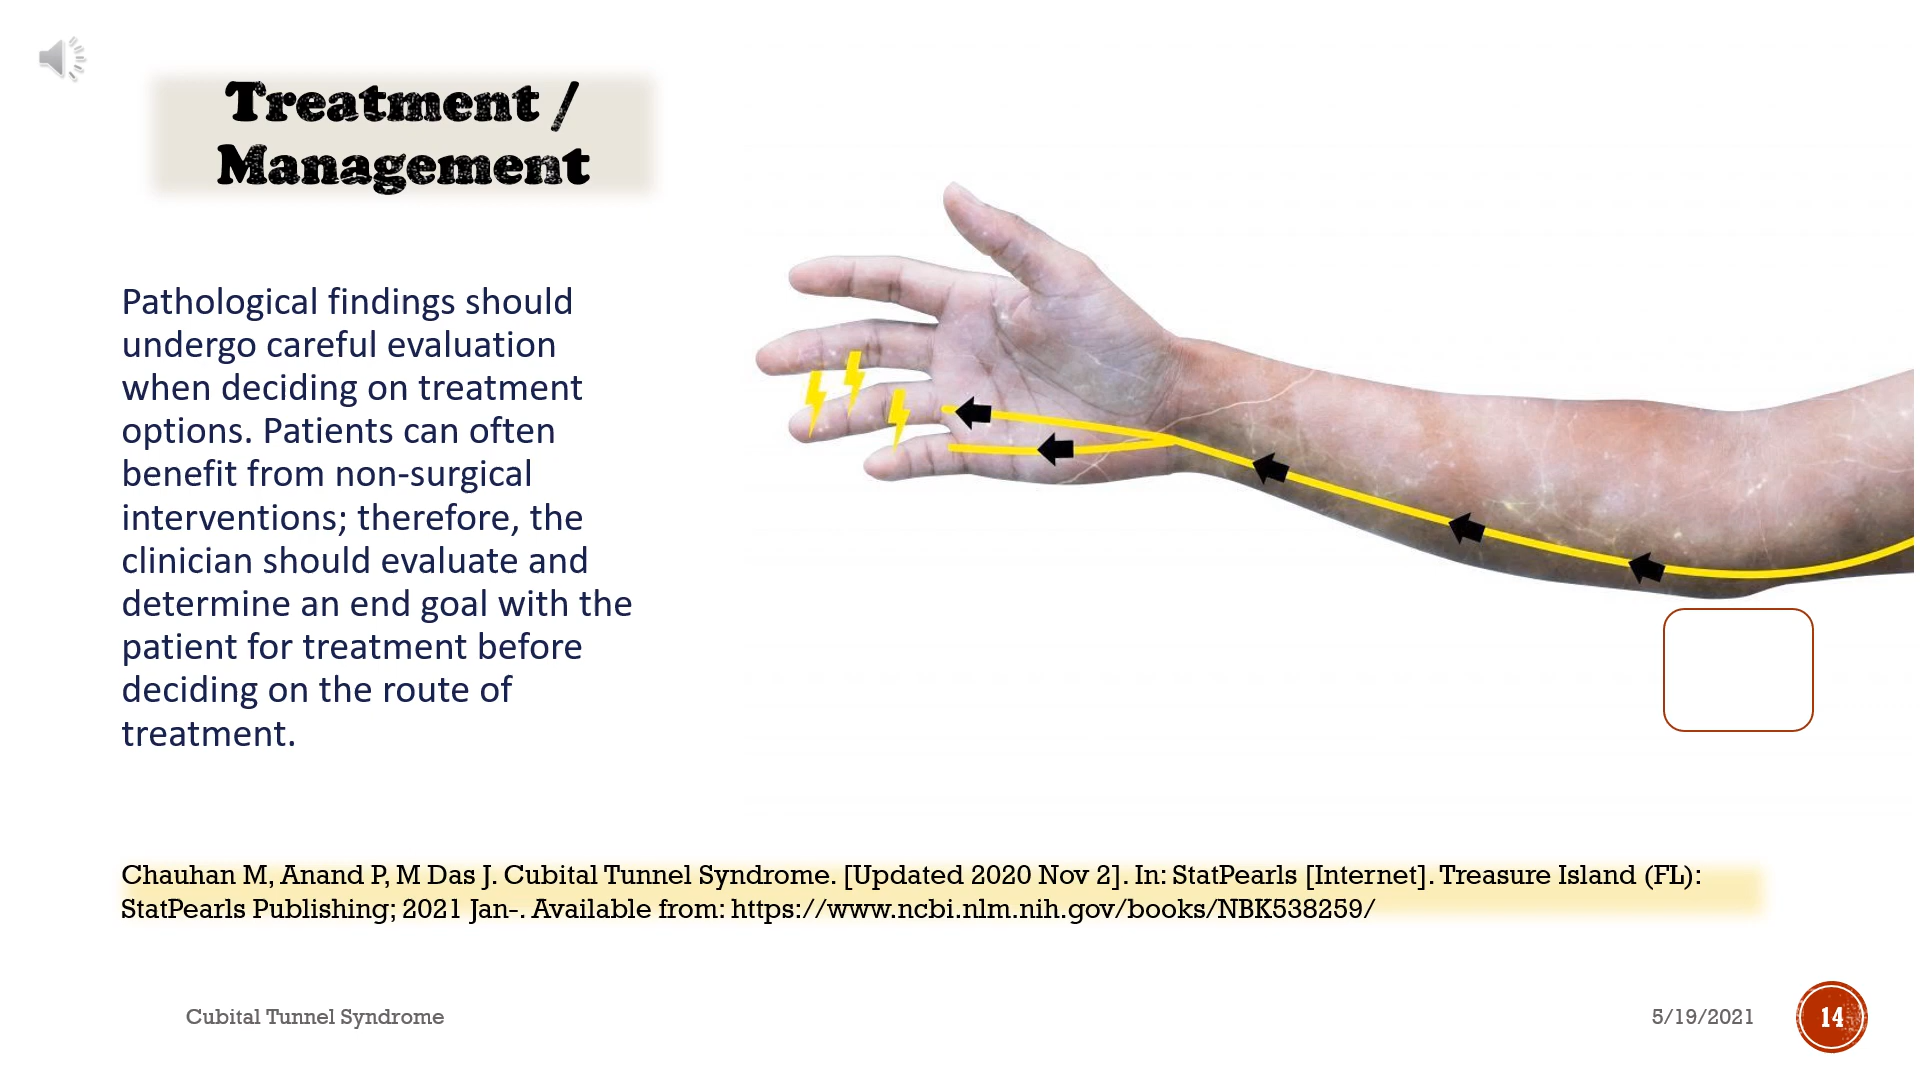 Treatment /
Management
Pathological findings should
undergo careful evaluation
when deciding on treatment
options. Patients can often
benefit from non-surgical
interventions; therefore, the
clinician should evaluate and
determine an end goal with the
patient for treatment before
deciding on the route of
treatment.
Chauhan M, Anand P, M Das J. Cubital Tunnel Syndrome. [Updated 2020 Nov 2]. In: StatPearls [Internet]. Treasure Island (FL):
StatPearls Publishing; 2021 Jan-. Available from: https://www.ncbi.nlm.nih.gov/books/NBK538259/
Cubital Tunnel Syndrome
5/19/2021
14